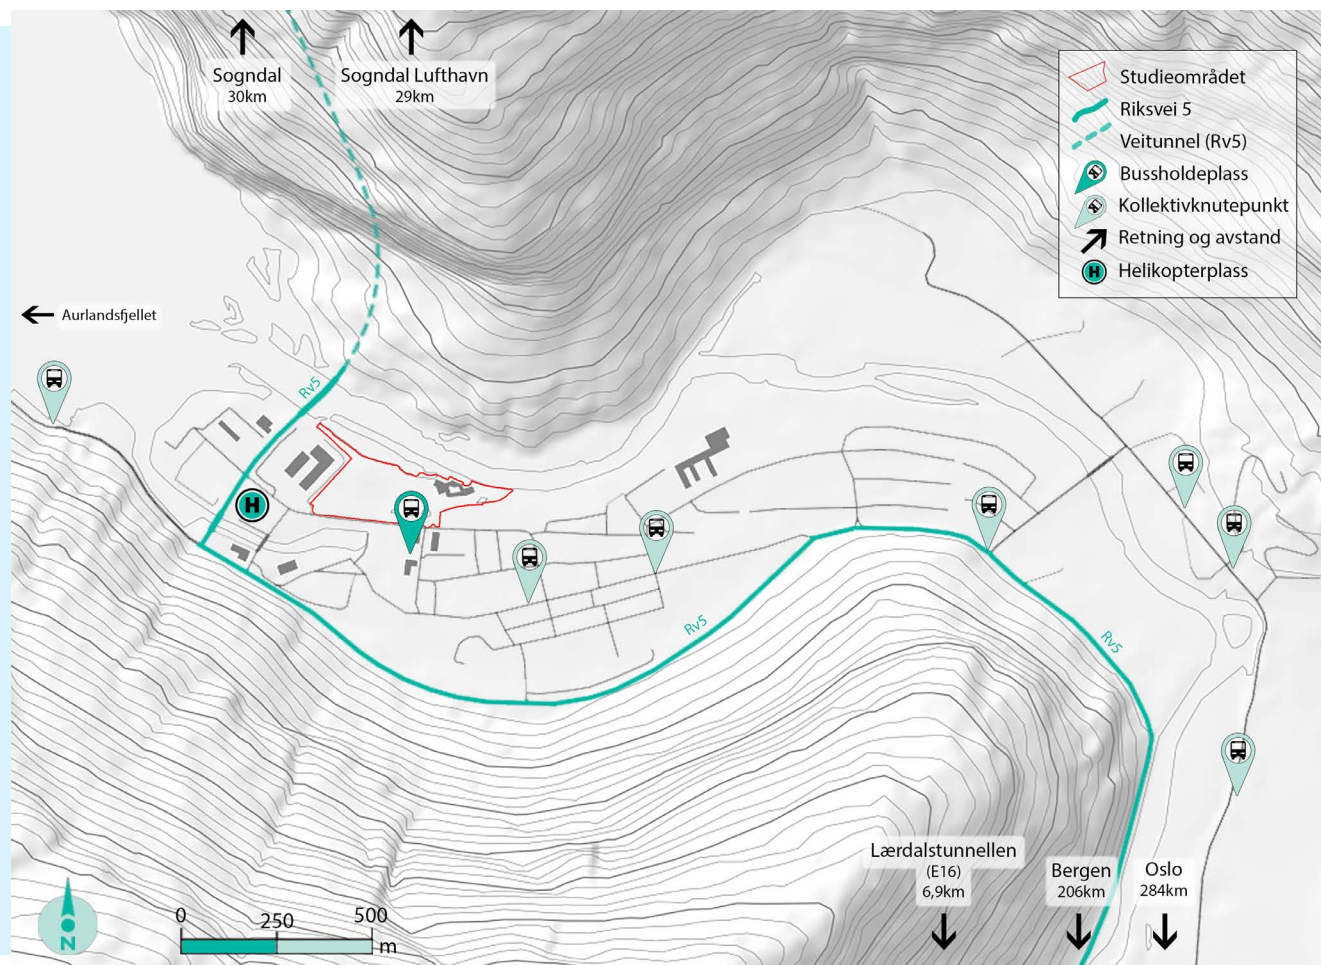 Sogndal
30km
Sogndal Lufthavn
29km
Studieområdet
Riksvei 5
Veitunnel (Rv5)
Bussholdeplass
Kollektivknutepunkt
Retning og avstand
H
Helikopterplass
Aurlandsfjellet
Rv5
H
Rv5
Rv5
Lærdalstunnellen
(E16)
6,9km
Bergen
206km
Oslo
284km
N
0
250
500
m